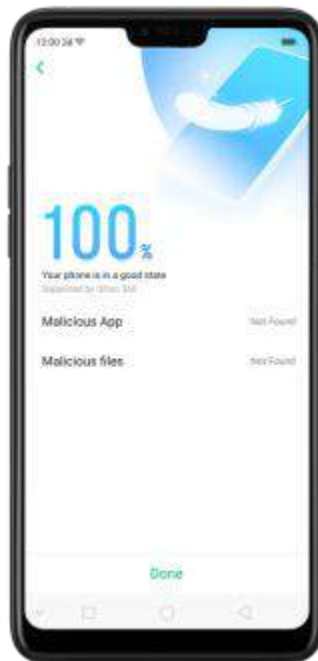 100%
Your phone is in a good state
Malicious App Not Found
Malicious files Not Found
Done